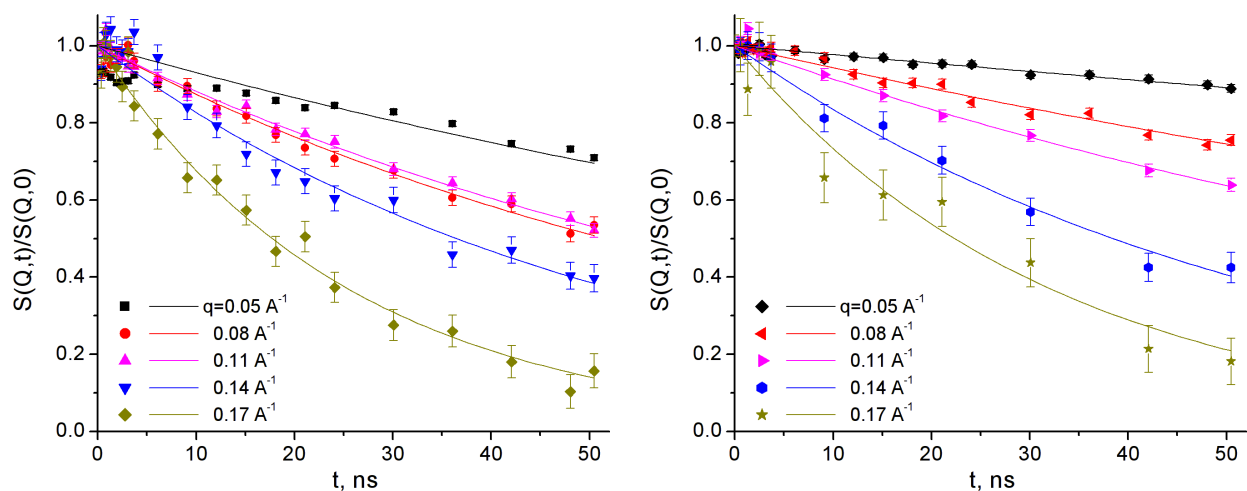 S(Q,t)/S(Q,0)
1.0
0.8
0.6
0.4
0.2
0.0
q=0.05 A⁻¹
0.08 A⁻¹
0.11 A⁻¹
0.14 A⁻¹
0.17 A⁻¹
0 10 20 30 40 50
t, ns
S(Q,t)/S(Q,0)
1.0
0.8
0.6
0.4
0.2
0.0
q=0.05 A⁻¹
0.08 A⁻¹
0.11 A⁻¹
0.14 A⁻¹
0.17 A⁻¹
0 10 20 30 40 50
t, ns